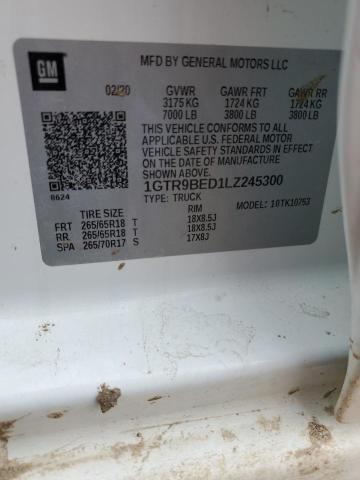 GM
MFD BY GENERAL MOTORS LLC
02/20 GVWR GAWR FRT GAWR RR
3175 KG 1724 KG 1724 KG
7000 LB 3800 LB 3800 LB
THIS VEHICLE CONFORMS TO ALL
APPLICABLE U.S. FEDERAL MOTOR
VEHICLE SAFETY STANDARDS IN EFFECT
ON THE DATE OF MANUFACTURE SHOWN ABOVE.
1GTR9BED1LZ245300
TYPE: TRUCK
MODEL: 10TK10753
8624
TIRE SIZE RIM
FRT 265/65R18 T 18X8.5J
RR 265/65R18 T 18X8.5J
SPA 265/70R17 S 17X8J